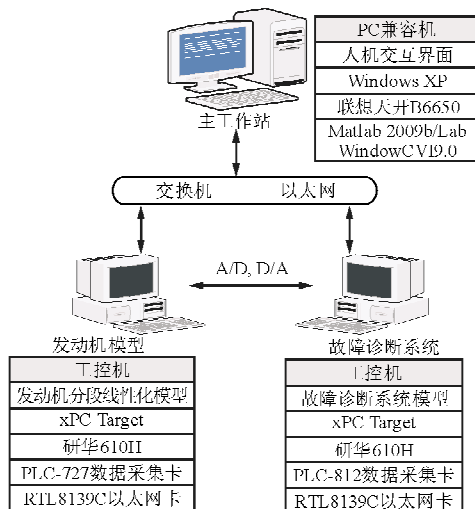 PC兼容机
人机交互界面
Windows XP
联想天开B6650
Matlab 2009b/Lab
WindowCVI9.0
主工作站
交换机 以太网
A/D, D/A
发动机模型
工控机
发动机分段线性化模型
xPC Target
研华610H
PLC-727数据采集卡
RTL8139C以太网卡
故障诊断系统
工控机
故障诊断系统模型
xPC Target
研华610H
PLC-812数据采集卡
RTL8139C以太网卡